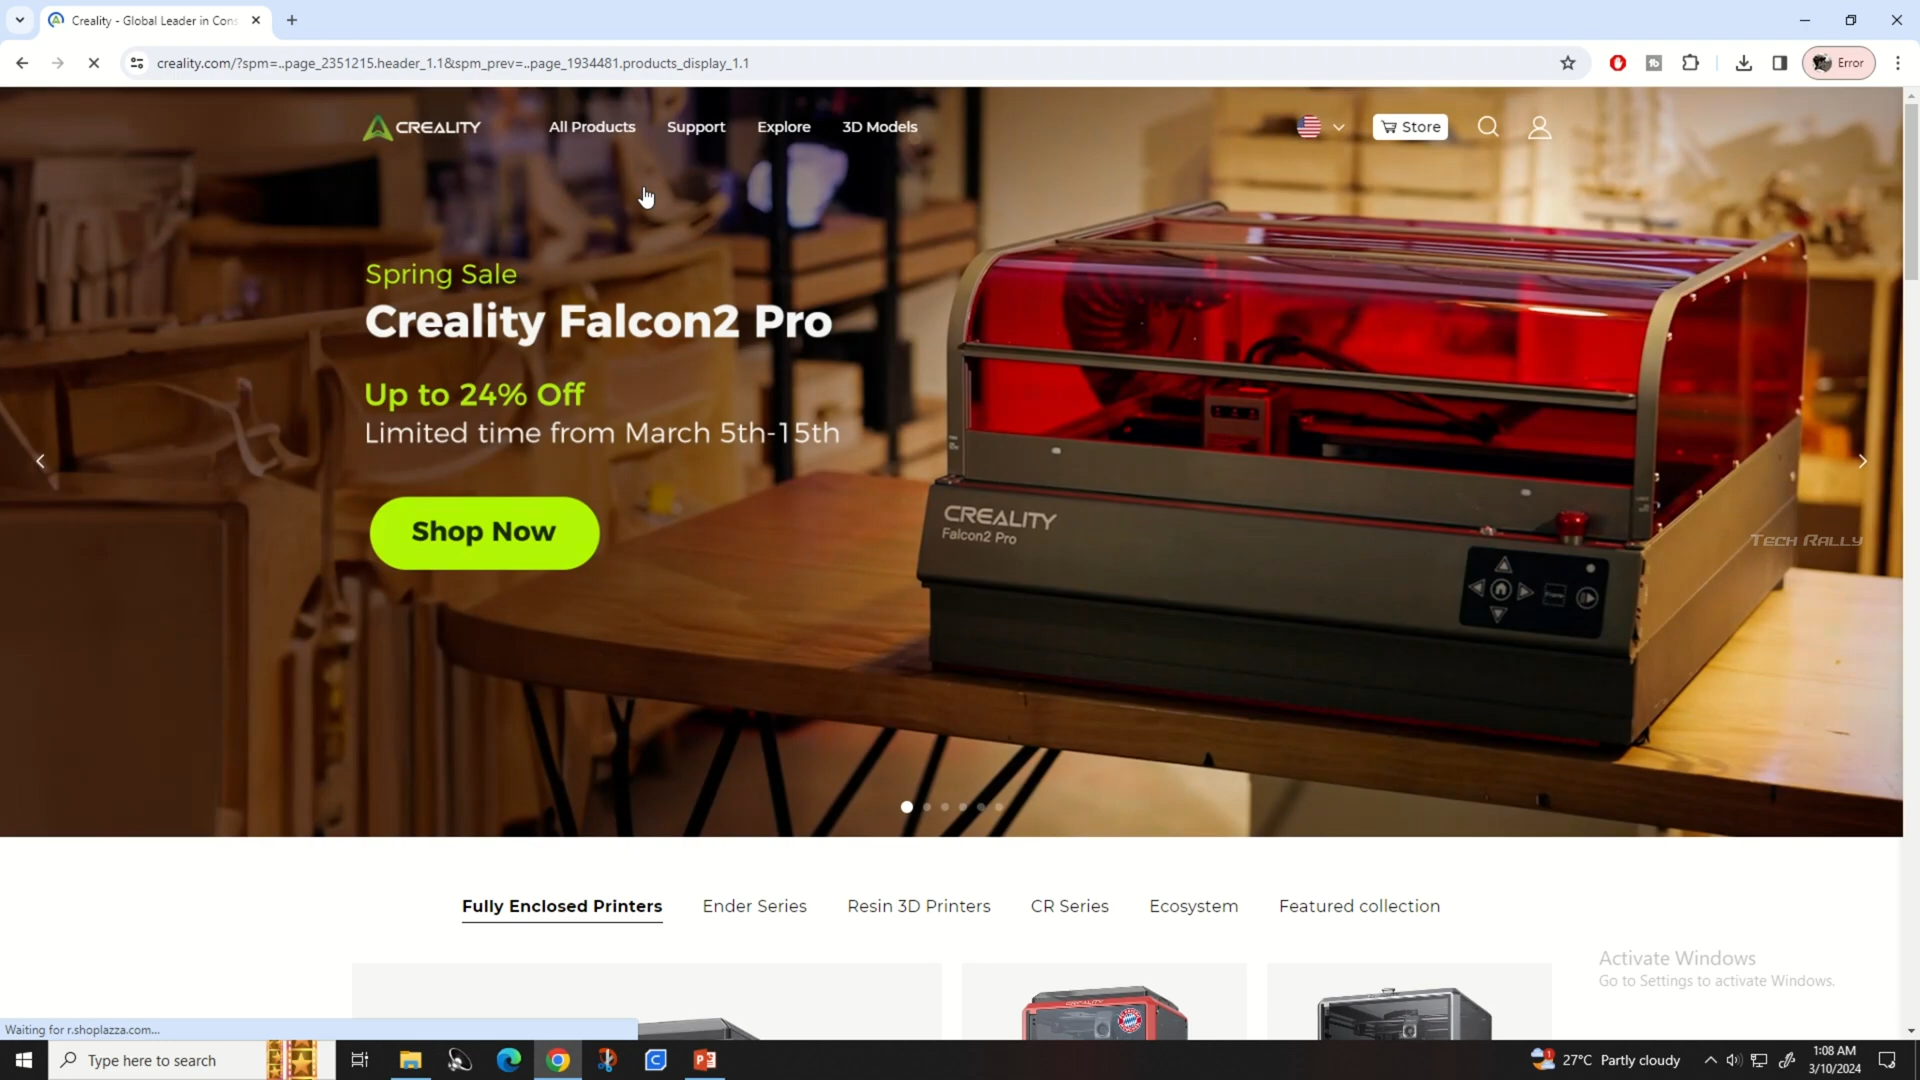 Creality - Global Leader in Cons
creality.com/?spm=..page_2351215.header_1.1&spm_prev=..page_1934481.products_display_1.1
Error
CREALITY
All Products
Support
Explore
3D Models
Store
Spring Sale
Creality Falcon2 Pro
Up to 24% Off
Limited time from March 5th-15th
Shop Now
CREALITY
Falcon2 Pro
TECH RALLY
Fully Enclosed Printers
Ender Series
Resin 3D Printers
CR Series
Ecosystem
Featured collection
Activate Windows
Go to Settings to activate Windows.
Waiting for r.shoplazza.com...
Type here to search
27°C Partly cloudy
1:08 AM
3/10/2024